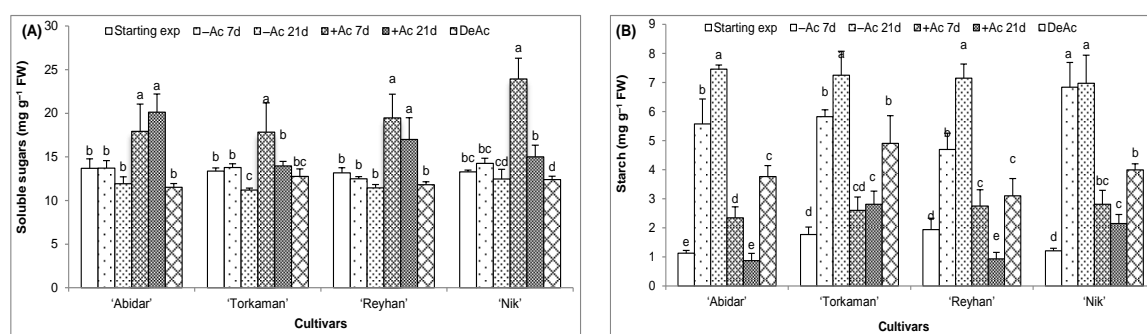 (A)
Starting exp –Ac 7d –Ac 21d +Ac 7d +Ac 21d DeAc
Soluble sugars (mg g⁻¹ FW)
30
25
20
15
10
5
0
b b b a a b
b b c a b bc
b b b a a b
bc b cd a b d
'Abidar' 'Torkaman' 'Reyhan' 'Nik'
Cultivars
(B)
Starting exp –Ac 7d –Ac 21d +Ac 7d +Ac 21d DeAc
Starch (mg g⁻¹ FW)
9
8
7
6
5
4
3
2
1
0
e b a d e c
d b a cd c b
d b a c e c
d a a bc c b
'Abidar' 'Torkaman' 'Reyhan' 'Nik'
Cultivars